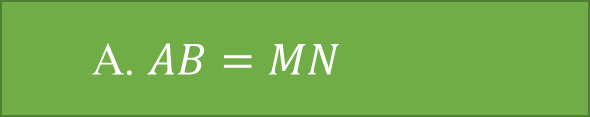 A. AB = MN